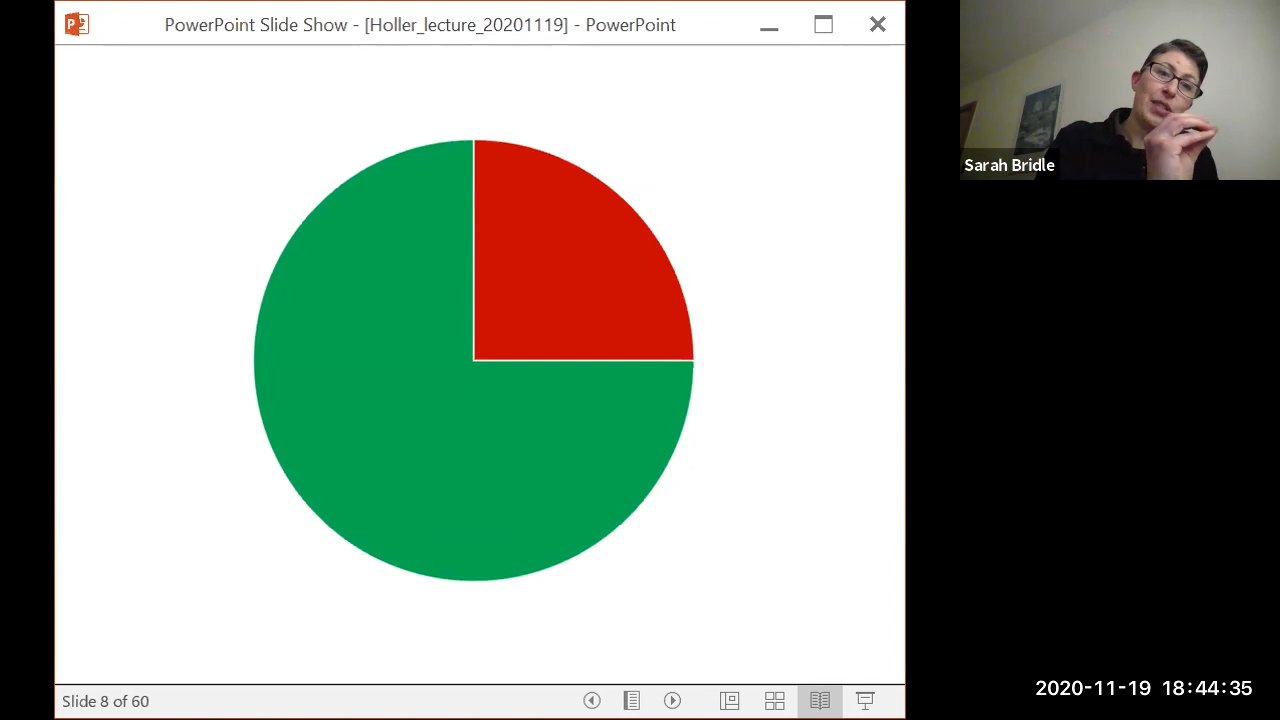 PowerPoint Slide Show - [Holler_lecture_20201119] - PowerPoint
Sarah Bridle
2020-11-19 18:44:35
Slide 8 of 60